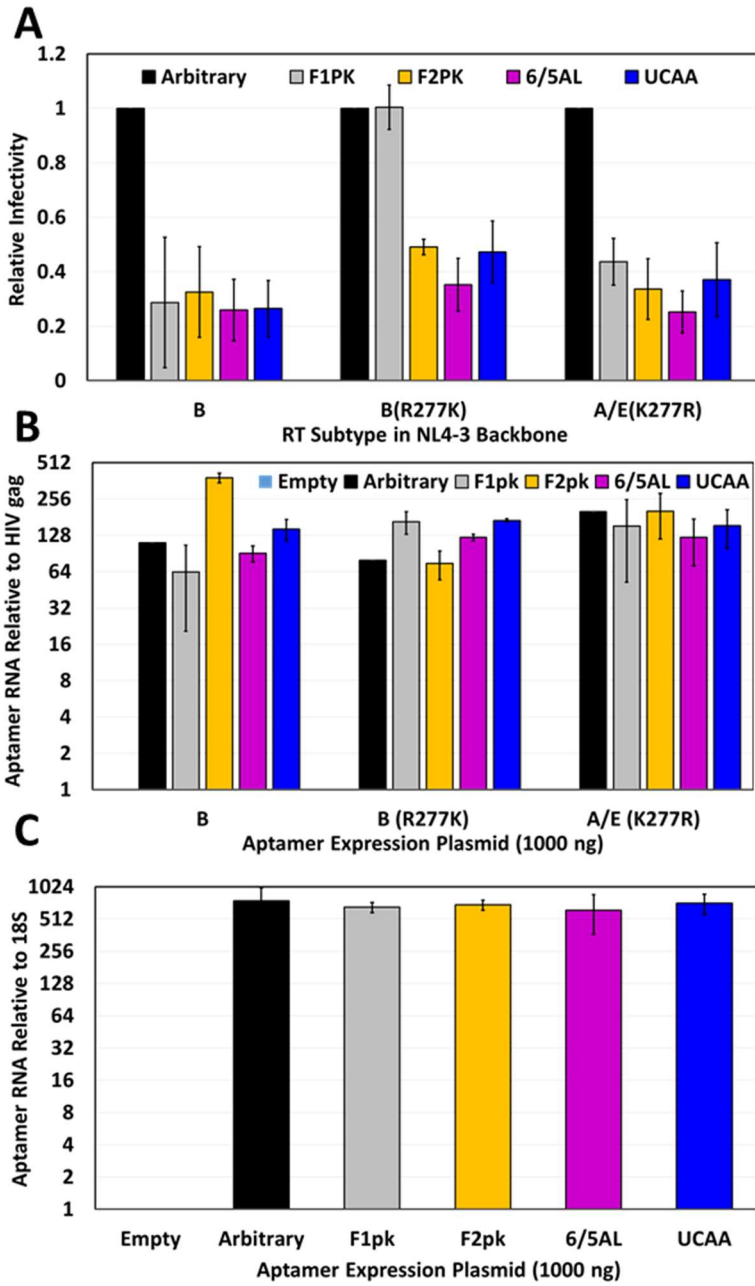 A
1.2
Arbitrary F1PK F2PK 6/5AL UCAA
1
0.8
0.6
0.4
0.2
0
Relative Infectivity
B B(R277K) A/E(K277R)
RT Subtype in NL4-3 Backbone
B
512
Empty Arbitrary F1pk F2pk 6/5AL UCAA
256
128
64
32
16
8
4
2
1
Aptamer RNA Relative to HIV gag
B B (R277K) A/E (K277R)
Aptamer Expression Plasmid (1000 ng)
C
1024
512
256
128
64
32
16
8
4
2
1
Aptamer RNA Relative to 18S
Empty Arbitrary F1pk F2pk 6/5AL UCAA
Aptamer Expression Plasmid (1000 ng)